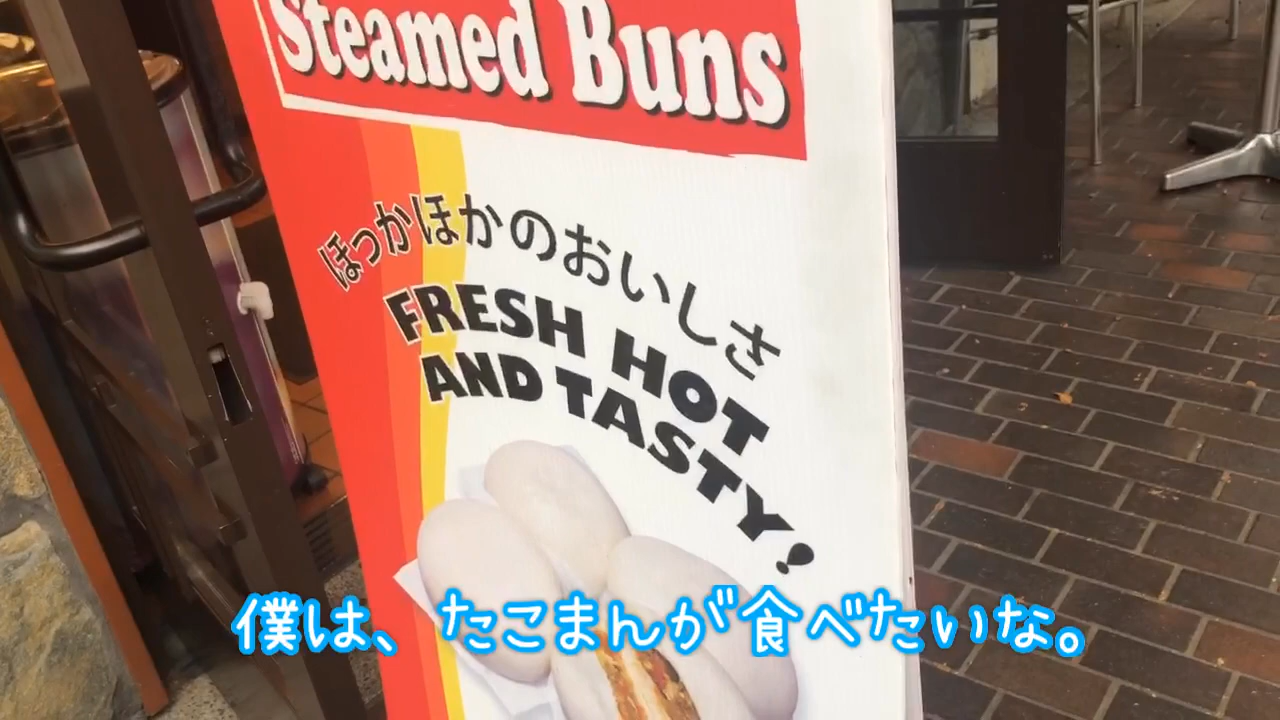 Steamed Buns
ほっかほかのおいしさ
FRESH HOT
AND TASTY!
僕は、たこまんが食べたいな。